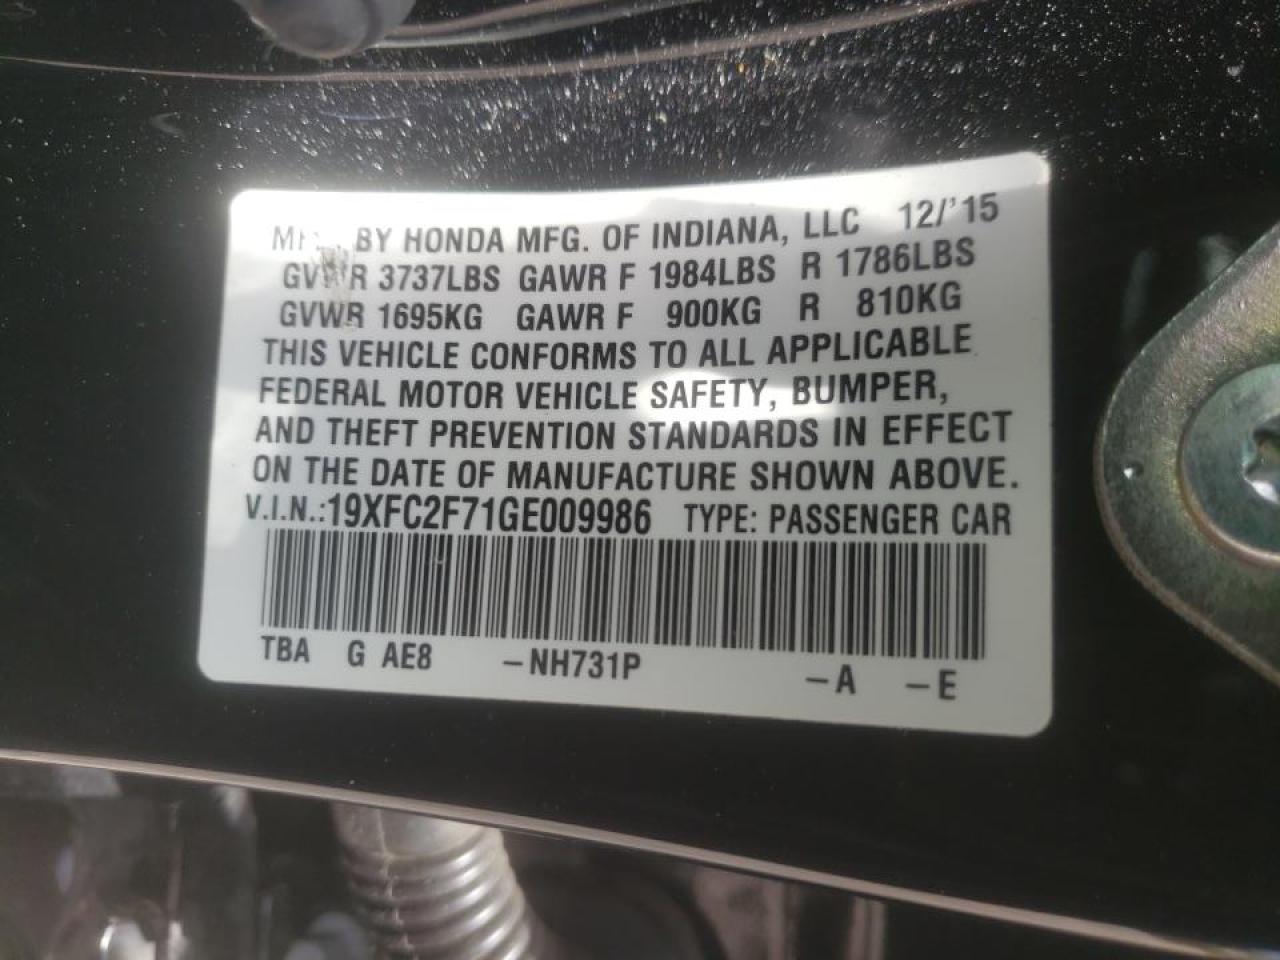 BY HONDA MFG. OF INDIANA, LLC 12/'15
GVWR 3737LBS GAWR F 1984LBS R 1786LBS
GVWR 1695KG GAWR F 900KG R 810KG
THIS VEHICLE CONFORMS TO ALL APPLICABLE
FEDERAL MOTOR VEHICLE SAFETY, BUMPER,
AND THEFT PREVENTION STANDARDS IN EFFECT
ON THE DATE OF MANUFACTURE SHOWN ABOVE.
V.I.N.:19XFC2F71GE009986 TYPE: PASSENGER CAR
TBA G AE8 –NH731P –A –E